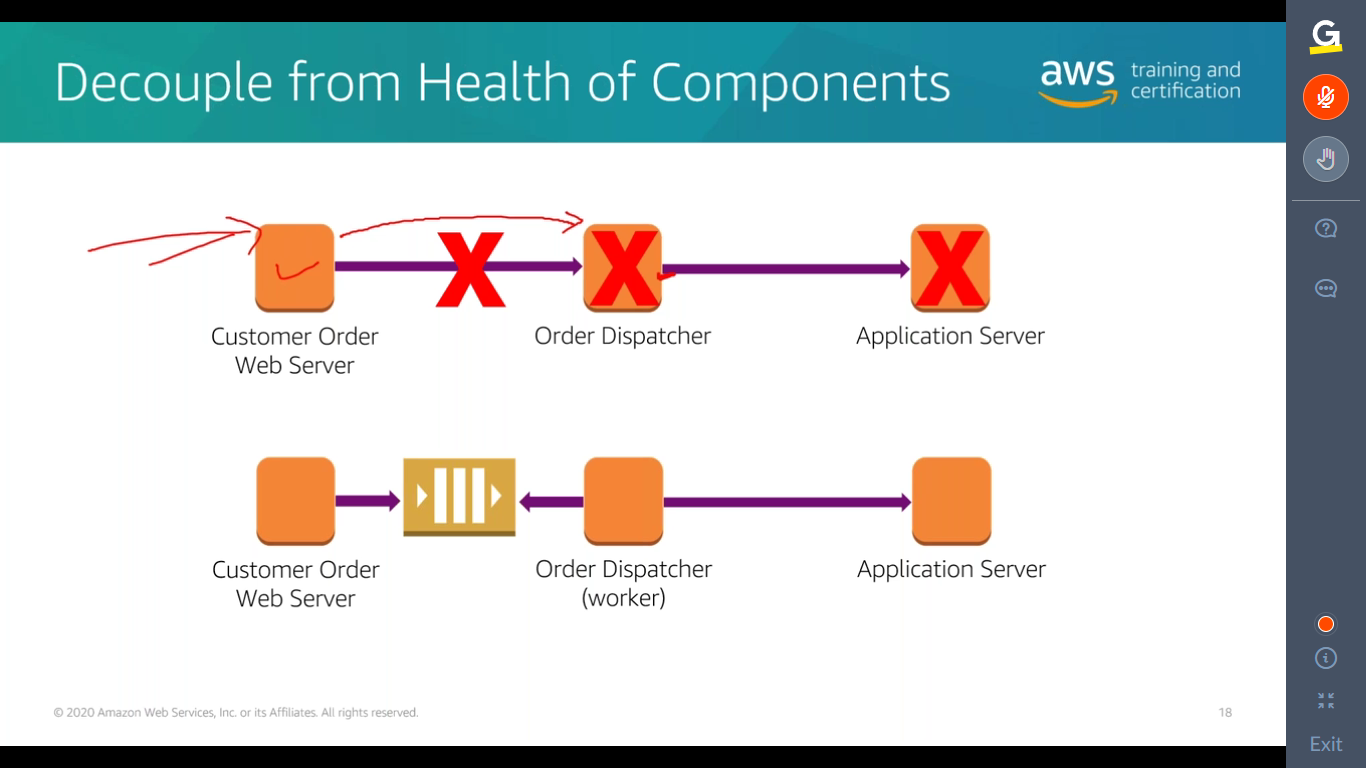 Decouple from Health of Components
aws training and
certification
X
X
X
Customer Order
Web Server
Order Dispatcher
Application Server
Customer Order
Web Server
Order Dispatcher
(worker)
Application Server
© 2020 Amazon Web Services, Inc. or its Affiliates. All rights reserved.
18
G
Exit